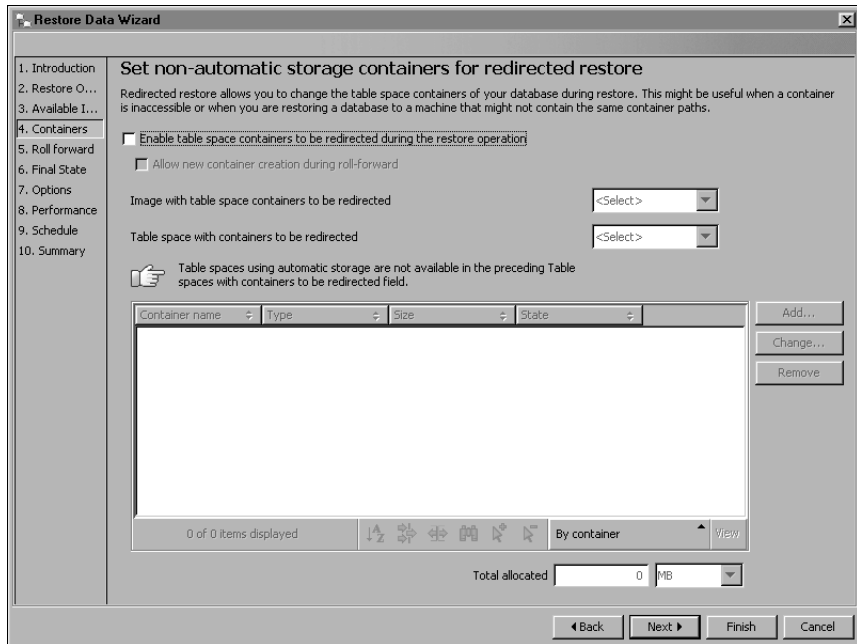 Restore Data Wizard
1. Introduction
2. Restore O...
3. Available I...
4. Containers
5. Roll forward
6. Final State
7. Options
8. Performance
9. Schedule
10. Summary
Set non-automatic storage containers for redirected restore
Redirected restore allows you to change the table space containers of your database during restore. This might be useful when a container
is inaccessible or when you are restoring a database to a machine that might not contain the same container paths.
Enable table space containers to be redirected during the restore operation
Allow new container creation during roll-forward
Image with table space containers to be redirected <Select>
Table space with containers to be redirected <Select>
Table spaces using automatic storage are not available in the preceding Table
spaces with containers to be redirected field.
Container name Type Size State
Add...
Change...
Remove
0 of 0 items displayed By container View
Total allocated 0 MB
Back Next Finish Cancel